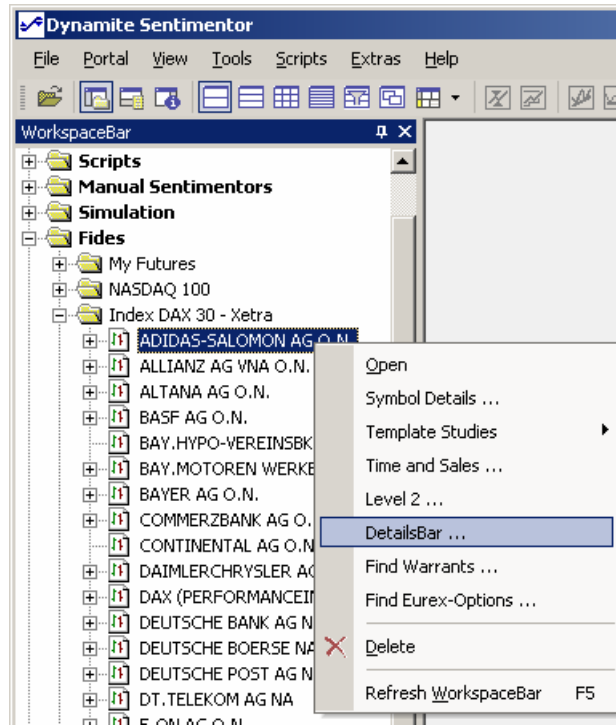 Dynamite Sentimentor
File Portal View Tools Scripts Extras Help
WorkspaceBar
Scripts
Manual Sentimentors
Simulation
Fides
My Futures
NASDAQ 100
Index DAX 30 - Xetra
ADIDAS-SALOMON AG O.N.
ALLIANZ AG VNA O.N.
ALTANA AG O.N.
BASF AG O.N.
BAY.HYPO-VEREINSBK
BAY.MOTOREN WERKE
BAYER AG O.N.
COMMERZBANK AG O.
CONTINENTAL AG O.N
DAIMLERCHRYSLER AG
DAX (PERFORMANCEIN
DEUTSCHE BANK AG N
DEUTSCHE BOERSE NA
DEUTSCHE POST AG N
DT.TELEKOM AG NA
E.ON AG O.N.
Open
Symbol Details ...
Template Studies
Time and Sales ...
Level 2 ...
DetailsBar ...
Find Warrants ...
Find Eurex-Options ...
Delete
Refresh WorkspaceBar F5